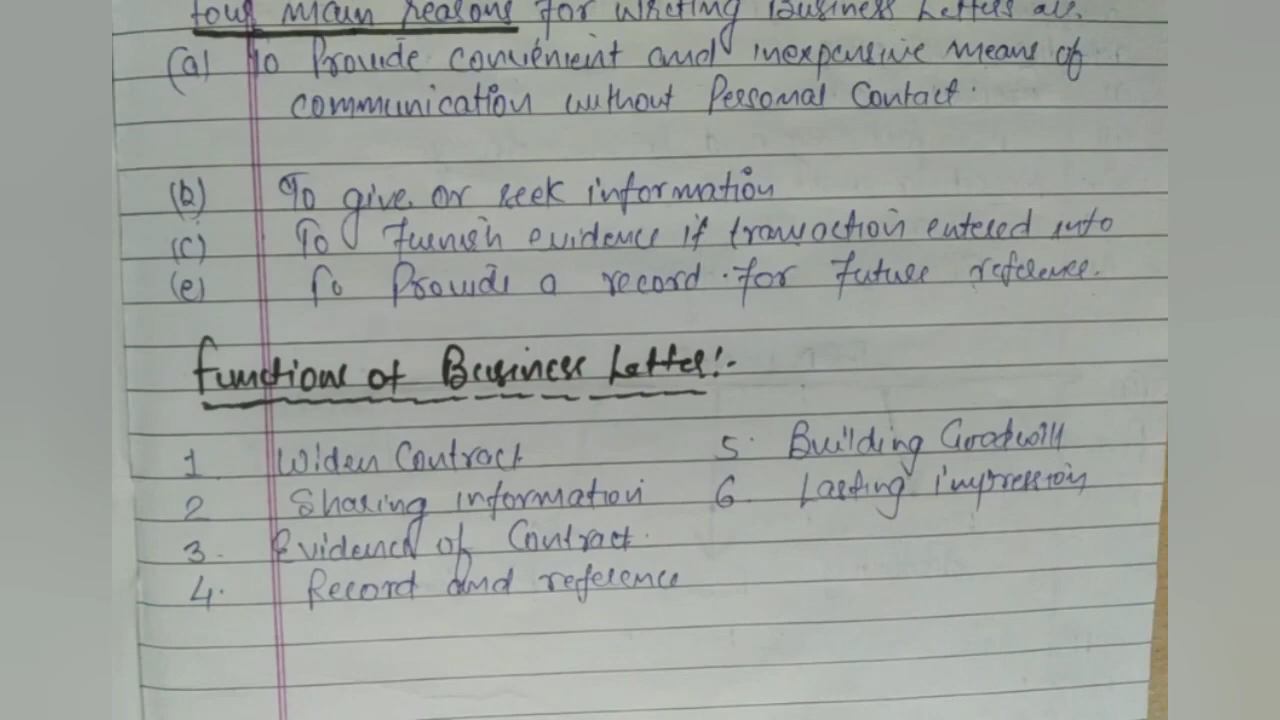 four main reasons for writing Business Letters are
(a) To Provide convenient and inexpensive means of
communication without Personal Contact.
(b) To give or seek information
(c) To furnish evidence if transaction entered into
(e) To Provide a record for future reference.
Functions of Business Letter:-
1 Widen Contract 5. Building Goodwill
2 Sharing information 6. Lasting impression
3. Evidence of Contract.
4. Record and reference